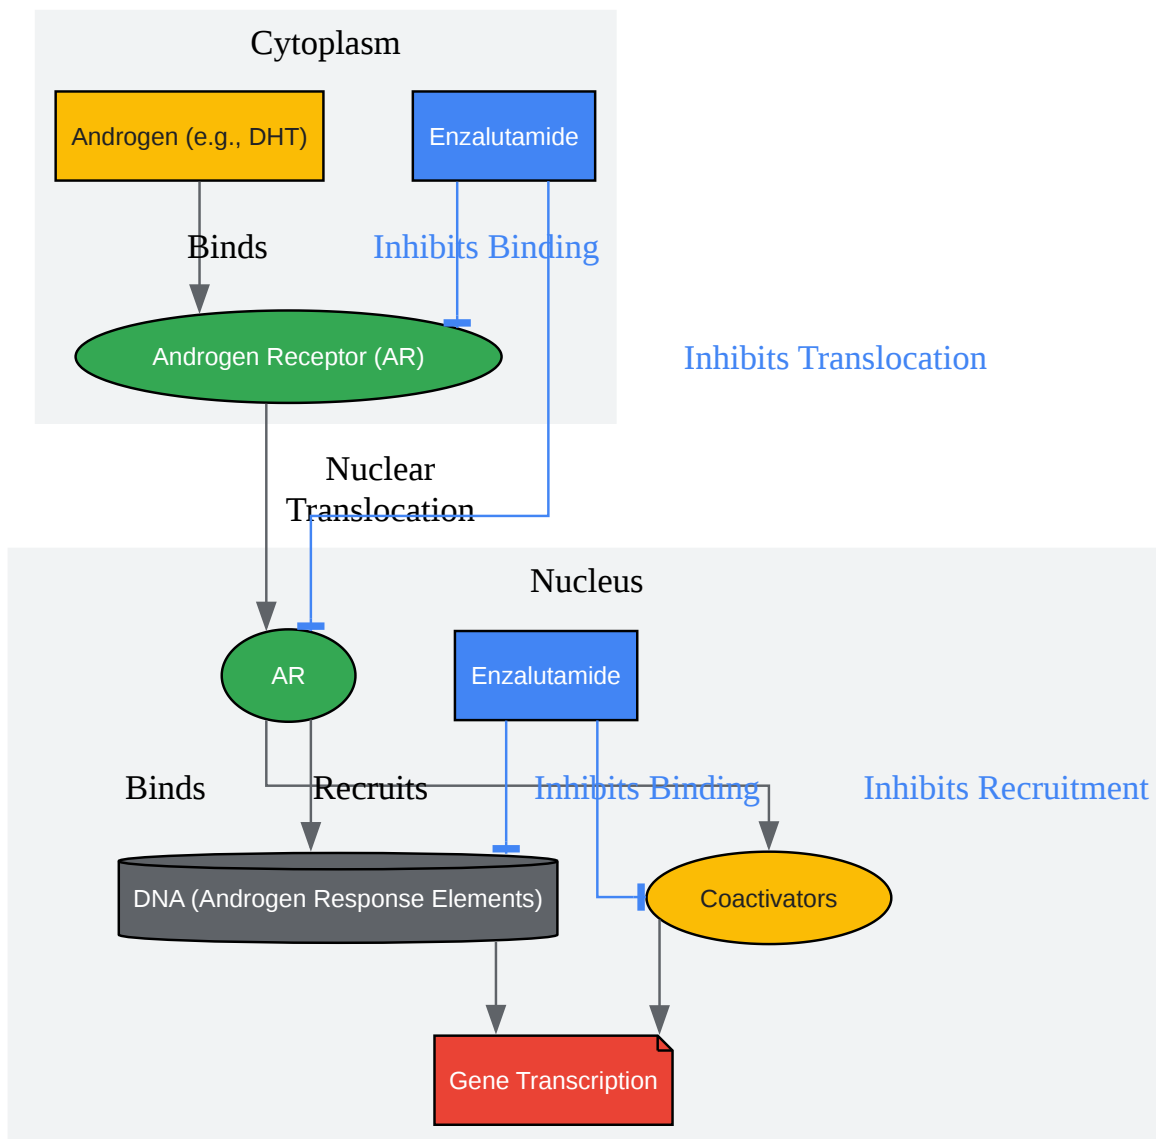 Cytoplasm
Androgen (e.g., DHT)
Enzalutamide
Binds
Inhibits Binding
Androgen Receptor (AR)
Inhibits Translocation
Nuclear
Translocation
Nucleus
AR
Enzalutamide
Binds
Recruits
Inhibits Binding
Inhibits Recruitment
DNA (Androgen Response Elements)
Coactivators
Gene Transcription